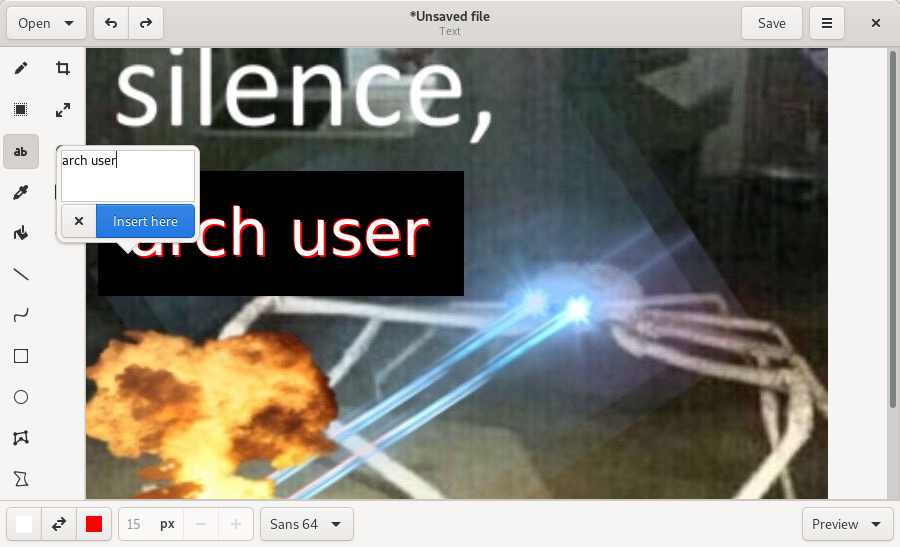 Open
*Unsaved file
Text
Save
silence,
ab
arch user
Insert here
arch user
15 px
Sans 64
Preview